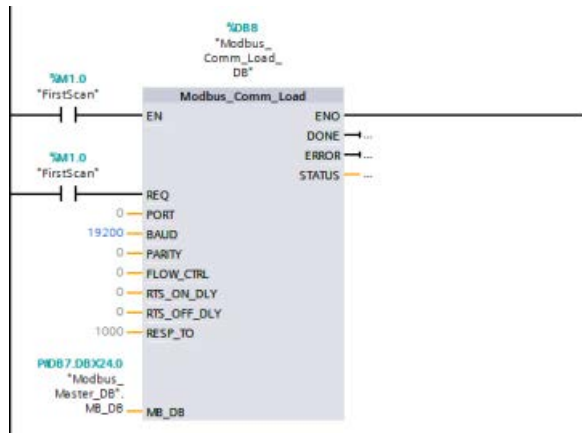 %DB8
"Modbus_
Comm_Load_
DB"
%M1.0
"FirstScan"
Modbus_Comm_Load
EN
ENO
DONE ...
ERROR ...
%M1.0
"FirstScan"
STATUS ...
REQ
0 PORT
19200 BAUD
0 PARITY
0 FLOW_CTRL
0 RTS_ON_DLY
0 RTS_OFF_DLY
1000 RESP_TO
P#DB7.DBX24.0
"Modbus_
Master_DB".
MB_DB
MB_DB